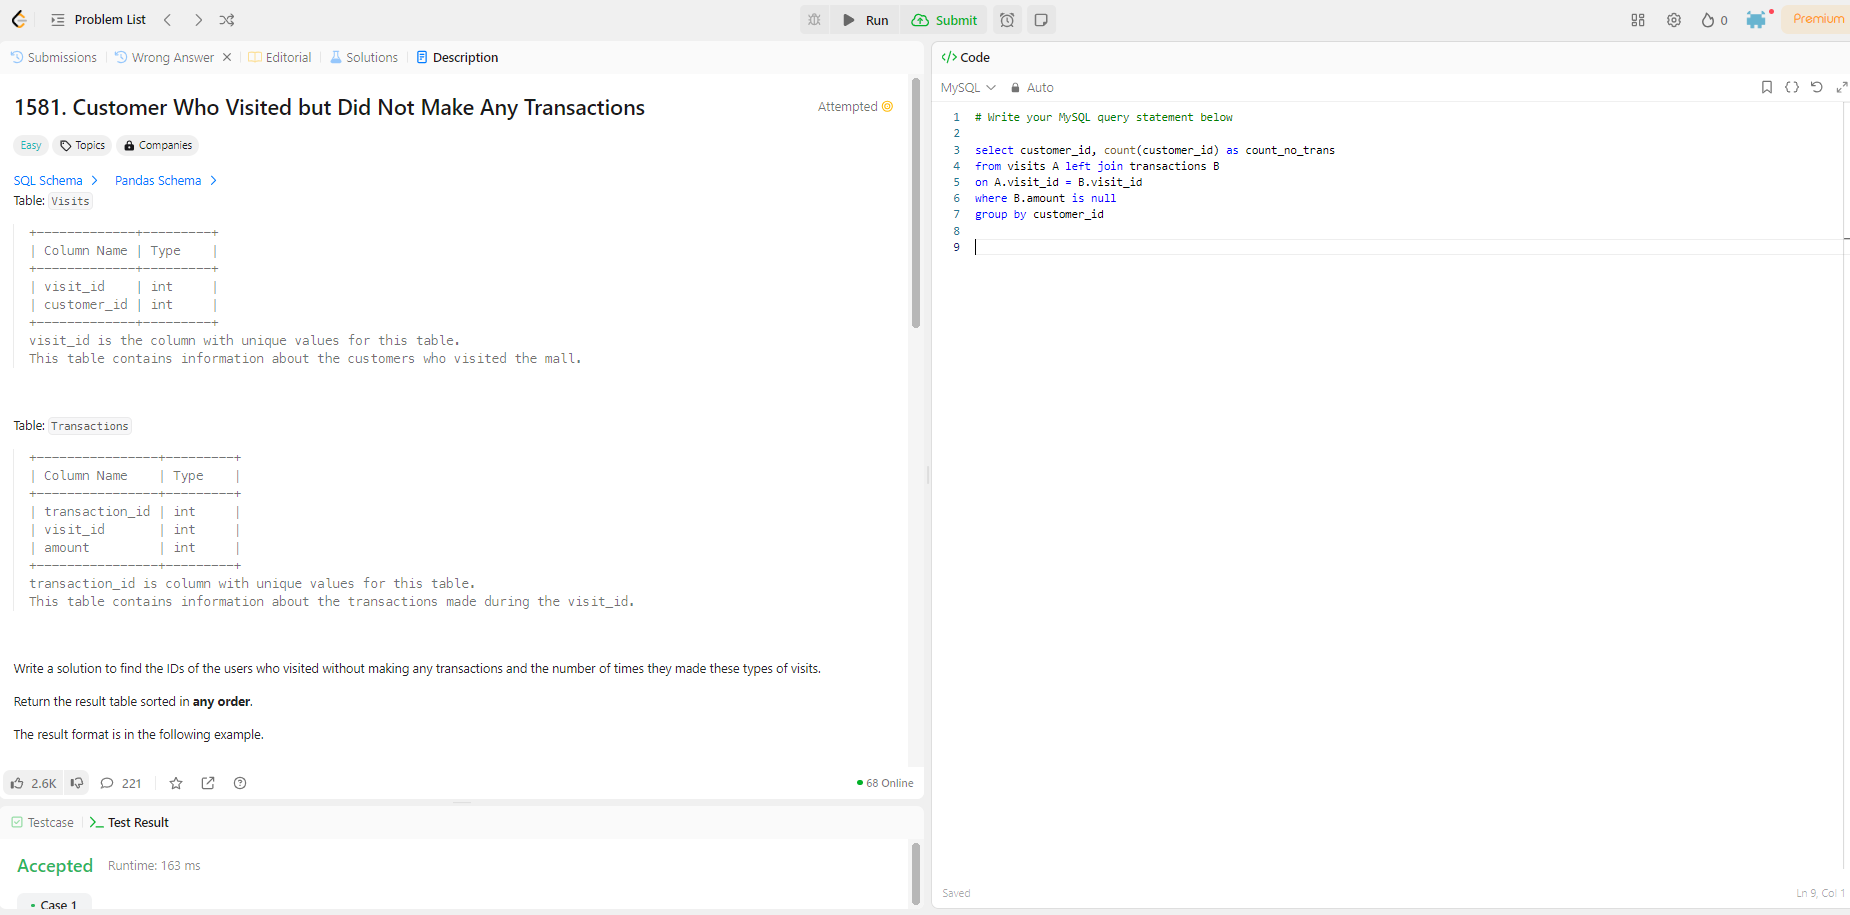 Problem List
Run
Submit
0
Premium
Submissions
Wrong Answer
Editorial
Solutions
Description
1581. Customer Who Visited but Did Not Make Any Transactions
Attempted
Easy
Topics
Companies
SQL Schema
Pandas Schema
Table: Visits
+-------------+---------+
| Column Name | Type    |
+-------------+---------+
| visit_id    | int     |
| customer_id | int     |
+-------------+---------+
visit_id is the column with unique values for this table.
This table contains information about the customers who visited the mall.
Table: Transactions
+----------------+---------+
| Column Name    | Type    |
+----------------+---------+
| transaction_id | int     |
| visit_id       | int     |
| amount         | int     |
+----------------+---------+
transaction_id is column with unique values for this table.
This table contains information about the transactions made during the visit_id.
Write a solution to find the IDs of the users who visited without making any transactions and the number of times they made these types of visits.
Return the result table sorted in any order.
The result format is in the following example.
2.6K
221
68 Online
Testcase
Test Result
Accepted
Runtime: 163 ms
Case 1
</> Code
MySQL
Auto
1 # Write your MySQL query statement below
2
3 select customer_id, count(customer_id) as count_no_trans
4 from visits A left join transactions B
5 on A.visit_id = B.visit_id
6 where B.amount is null
7 group by customer_id
8
9
Saved
Ln 9, Col 1